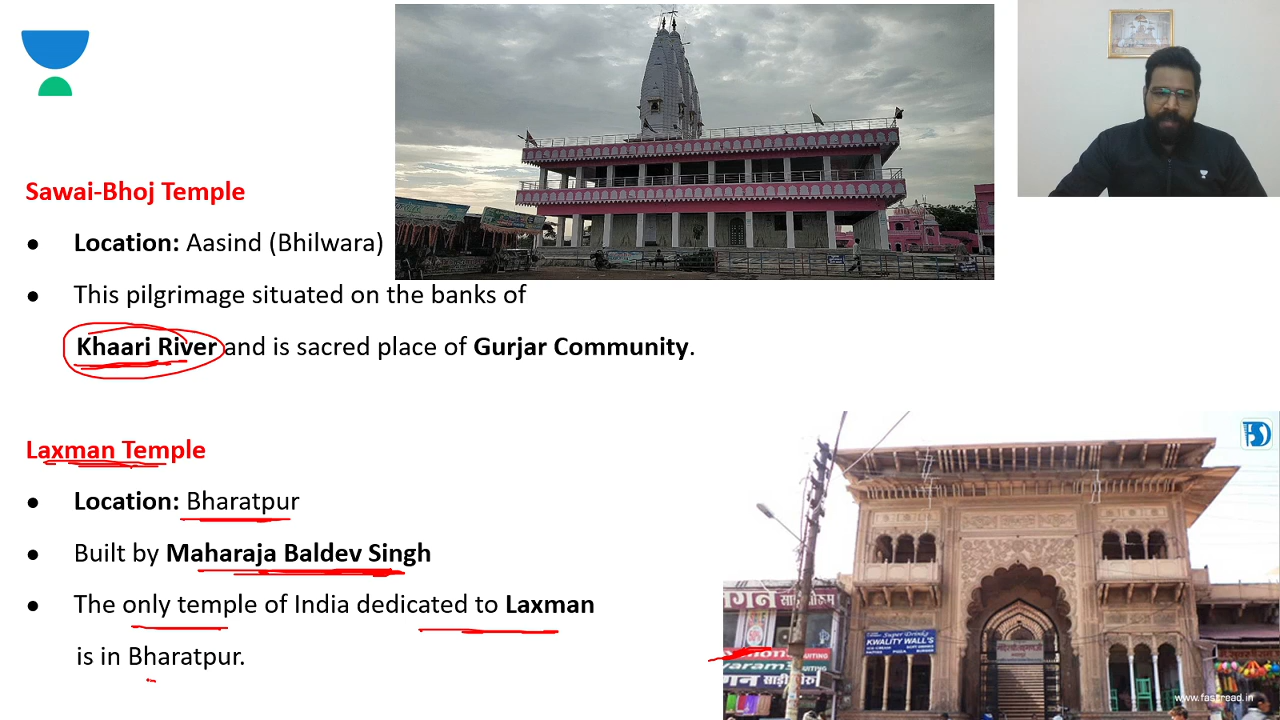 Sawai-Bhoj Temple
● Location: Aasind (Bhilwara)
● This pilgrimage situated on the banks of
Khaari River and is sacred place of Gurjar Community.
Laxman Temple
● Location: Bharatpur
● Built by Maharaja Baldev Singh
● The only temple of India dedicated to Laxman
is in Bharatpur.
Super Drinks
KWALITY WALL'S
www.fastread.in